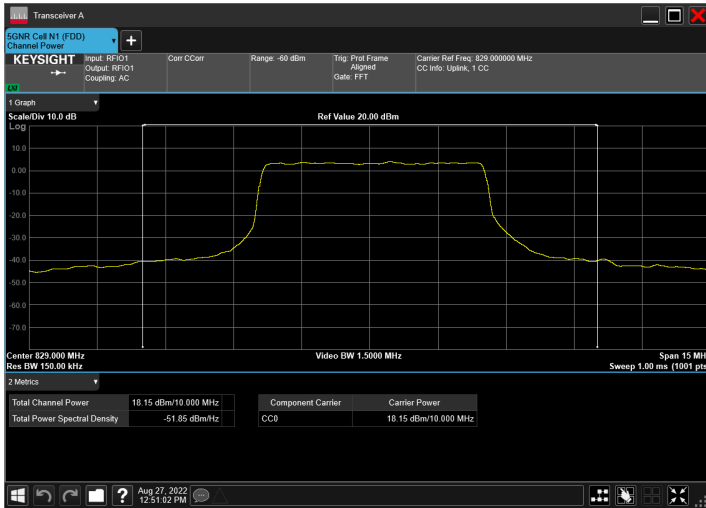 Transceiver A
5GNR Cell N1 (FDD)
Channel Power
KEYSIGHT
LXI
Input: RFIO1
Output: RFIO1
Coupling: AC
Corr CCorr
Range: -60 dBm
Trig: Prot Frame
Aligned
Gate: FFT
Carrier Ref Freq: 829.000000 MHz
CC Info: Uplink, 1 CC
1 Graph
Scale/Div 10.0 dB
Ref Value 20.00 dBm
Log
10.0
0.00
-10.0
-20.0
-30.0
-40.0
-50.0
-60.0
-70.0
Center 829.000 MHz
Video BW 1.5000 MHz
Span 15 MH
Res BW 150.00 kHz
Sweep 1.00 ms (1001 pts
2 Metrics
Total Channel Power 18.15 dBm/10.000 MHz
Total Power Spectral Density -51.85 dBm/Hz
Component Carrier Carrier Power
CC0 18.15 dBm/10.000 MHz
?
Aug 27, 2022
12:51:02 PM